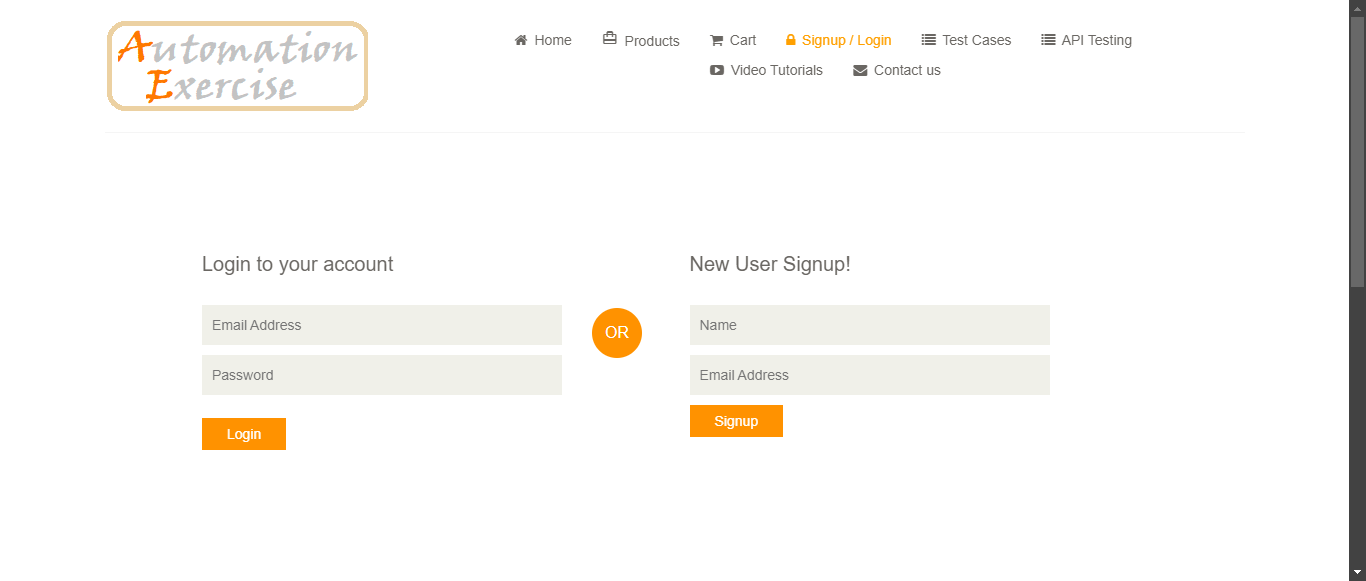 Automation
Exercise
Home
Products
Cart
Signup / Login
Test Cases
API Testing
Video Tutorials
Contact us
Login to your account
Email Address
Password
Login
OR
New User Signup!
Name
Email Address
Signup